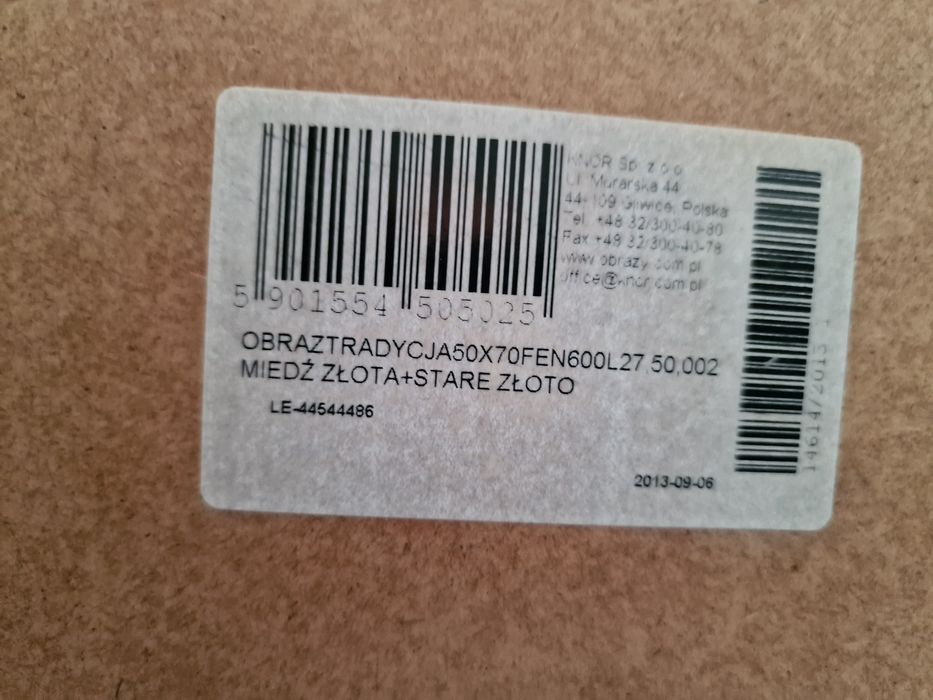 KNOR Sp. z o.o.
Ul. Murarska 44
44-109 Gliwice, Polska
Tel. +48 32/300-40-80
Fax +48 32/300-40-78
www.obrazy.com.pl
office@knor.com.pl
5 901554 505025
OBRAZTRADYCJA50X70FEN600L27,50,002
MIEDŹ ZŁOTA+STARE ZŁOTO
LE-44544486
2013-09-06
14614/2013